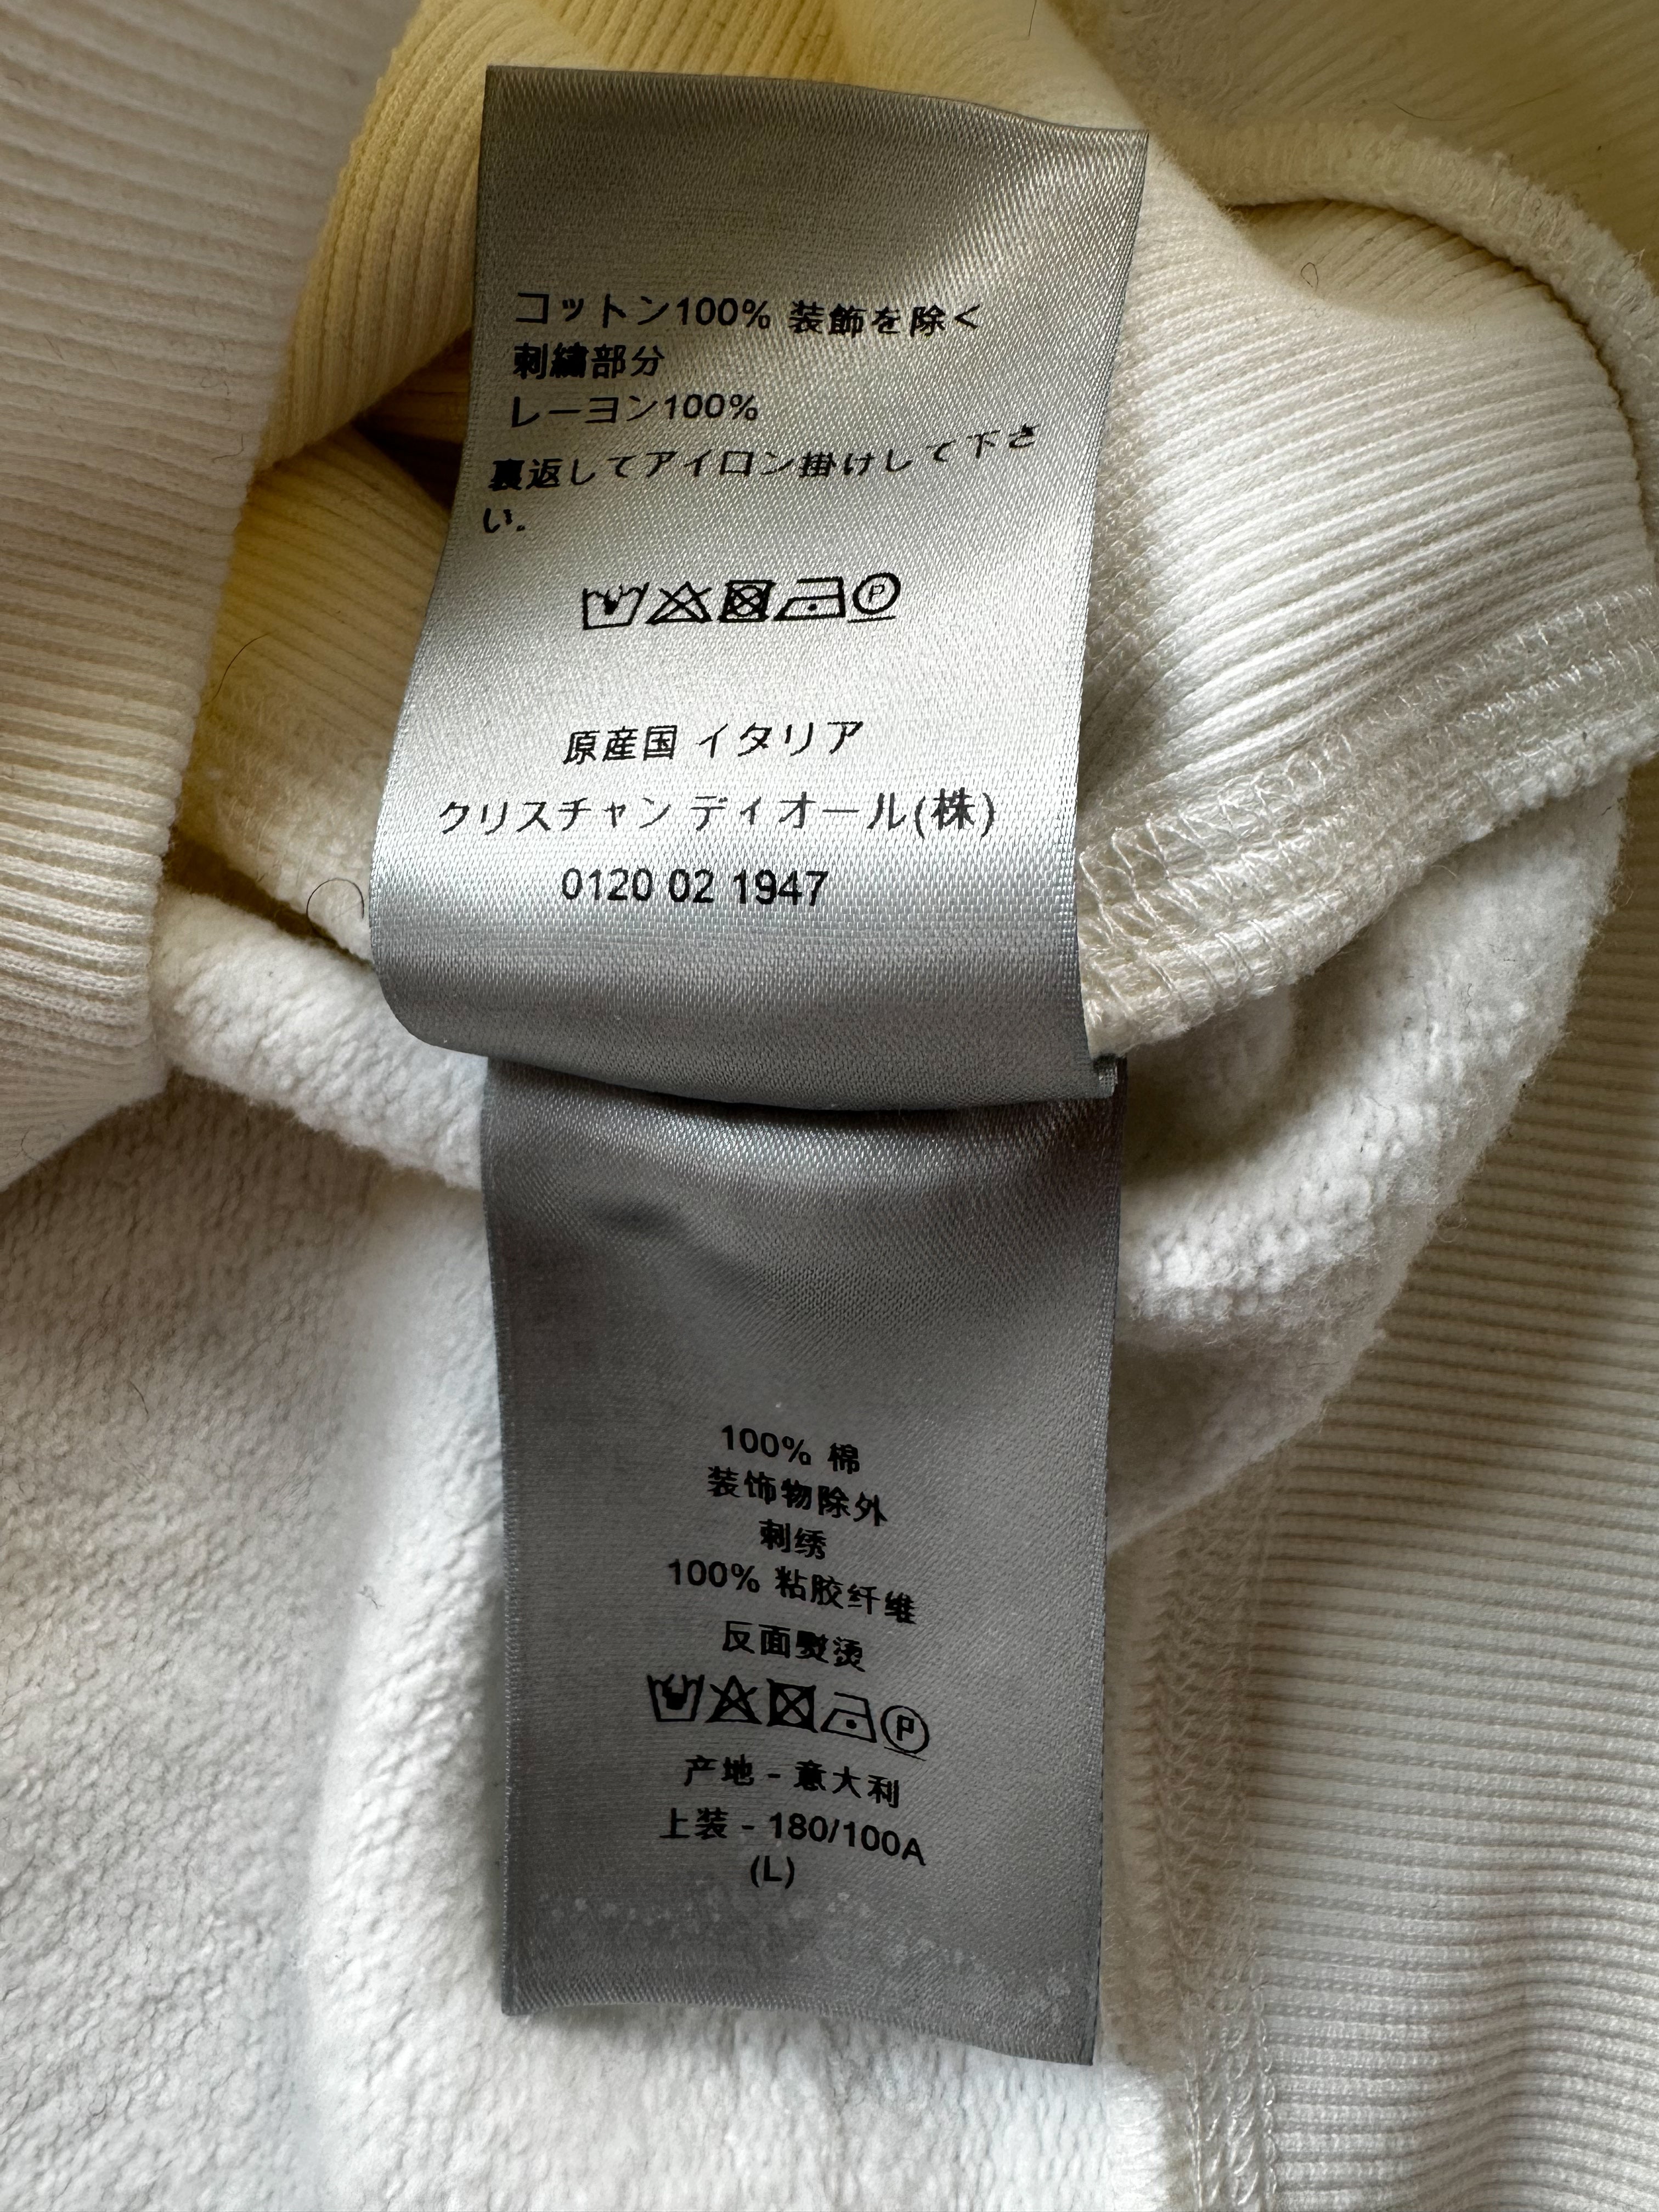 コットン100% 装飾を除く
刺繍部分
レーヨン100%
裏返してアイロン掛けして下さ
い.
P
原産国 イタリア
クリスチャン ディオール(株)
0120 02 1947
100% 棉
装饰物除外
刺绣
100% 粘胶纤维
反面熨烫
P
产地 - 意大利
上装 - 180/100A
(L)